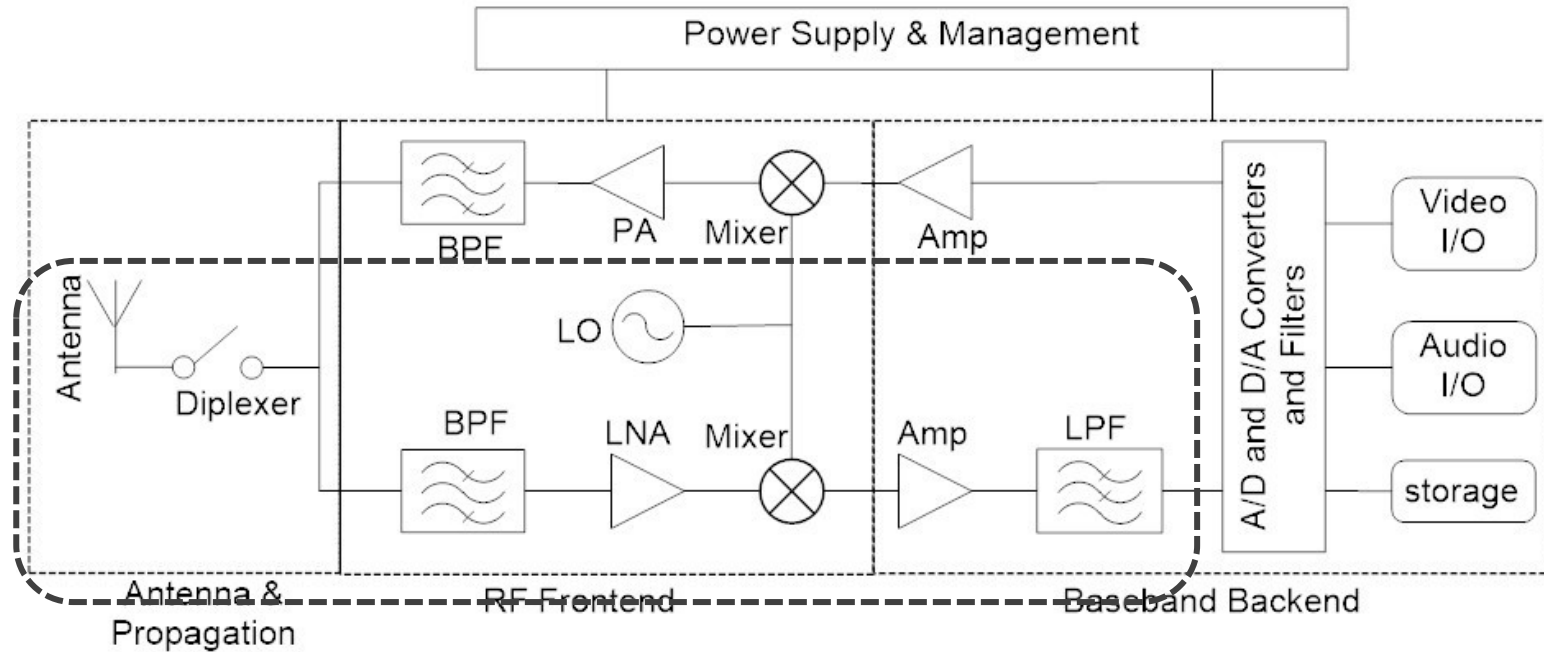 Power Supply & Management
BPF
PA
Mixer
Amp
Video
I/O
Antenna
Diplexer
LO
A/D and D/A Converters
and Filters
Audio
I/O
BPF
LNA
Mixer
Amp
LPF
storage
Antenna &
Propagation
RF Frontend
Baseband Backend